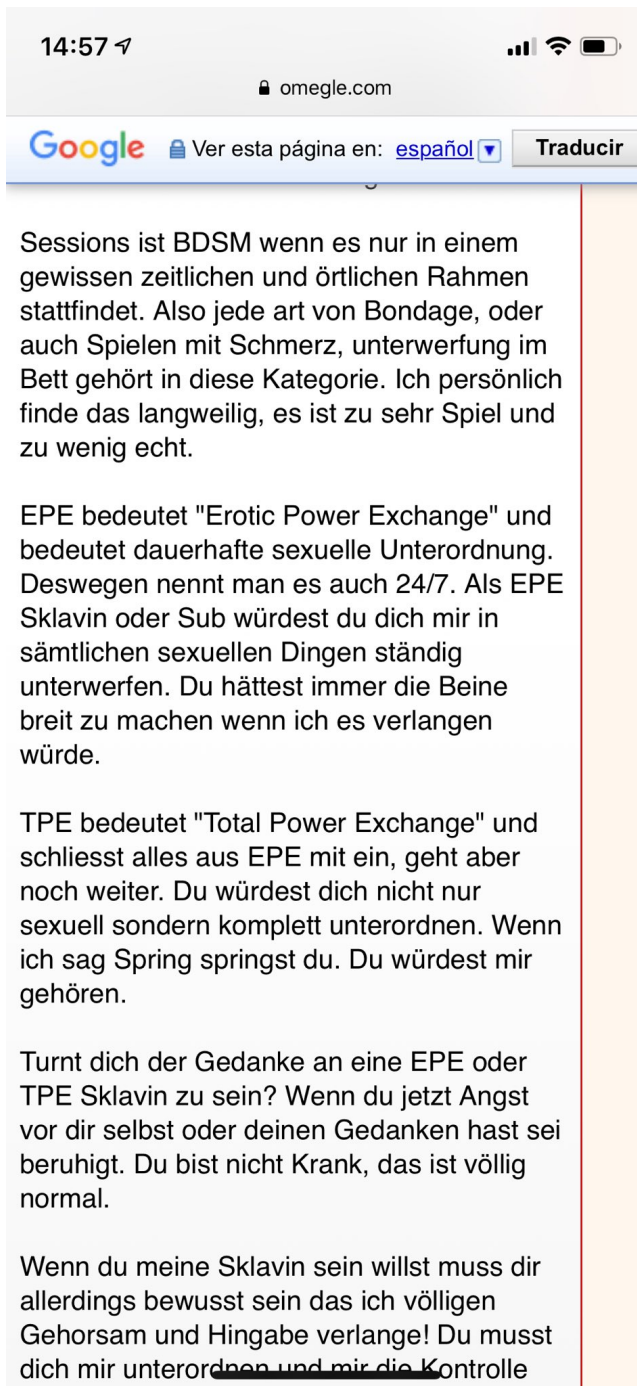 14:57
omegle.com
Google Ver esta página en: español Traducir
Sessions ist BDSM wenn es nur in einem
gewissen zeitlichen und örtlichen Rahmen
stattfindet. Also jede art von Bondage, oder
auch Spielen mit Schmerz, unterwerfung im
Bett gehört in diese Kategorie. Ich persönlich
finde das langweilig, es ist zu sehr Spiel und
zu wenig echt.
EPE bedeutet "Erotic Power Exchange" und
bedeutet dauerhafte sexuelle Unterordnung.
Deswegen nennt man es auch 24/7. Als EPE
Sklavin oder Sub würdest du dich mir in
sämtlichen sexuellen Dingen ständig
unterwerfen. Du hättest immer die Beine
breit zu machen wenn ich es verlangen
würde.
TPE bedeutet "Total Power Exchange" und
schliesst alles aus EPE mit ein, geht aber
noch weiter. Du würdest dich nicht nur
sexuell sondern komplett unterordnen. Wenn
ich sag Spring springst du. Du würdest mir
gehören.
Turnt dich der Gedanke an eine EPE oder
TPE Sklavin zu sein? Wenn du jetzt Angst
vor dir selbst oder deinen Gedanken hast sei
beruhigt. Du bist nicht Krank, das ist völlig
normal.
Wenn du meine Sklavin sein willst muss dir
allerdings bewusst sein das ich völligen
Gehorsam und Hingabe verlange! Du musst
dich mir unterordnen und mir die Kontrolle